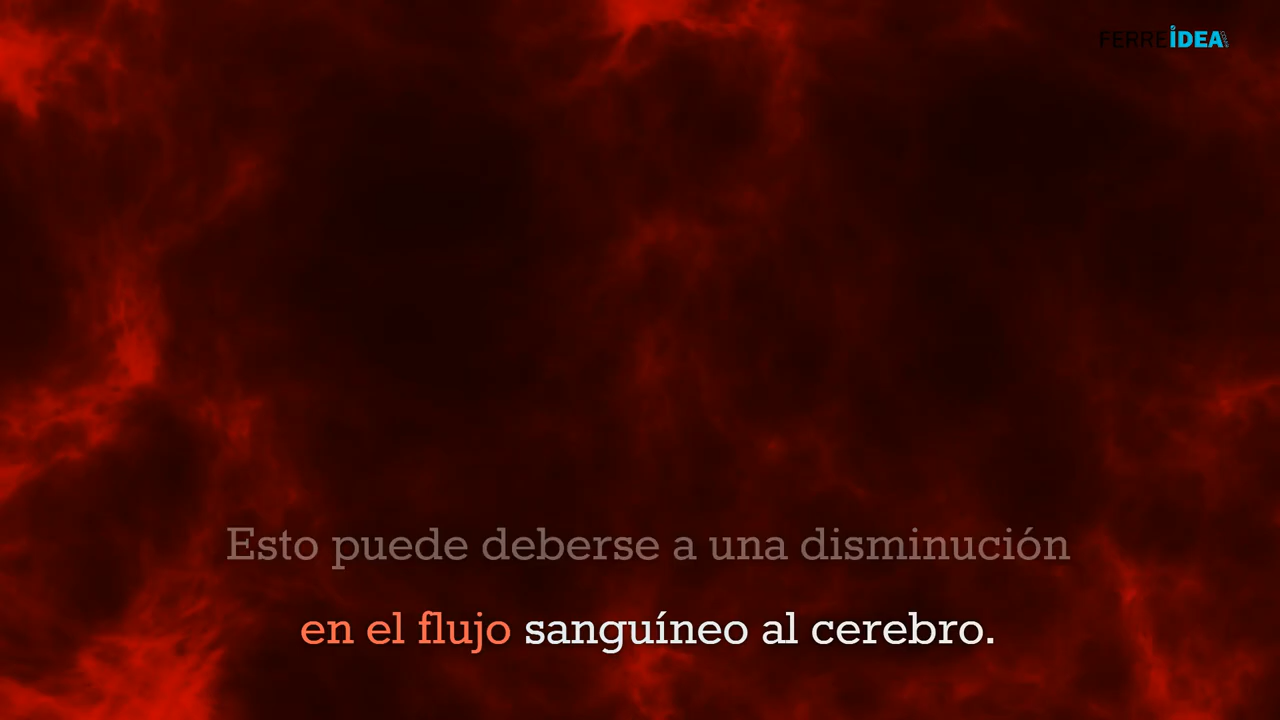 FERREIDEA
Esto puede deberse a una disminución
en el flujo sanguíneo al cerebro.